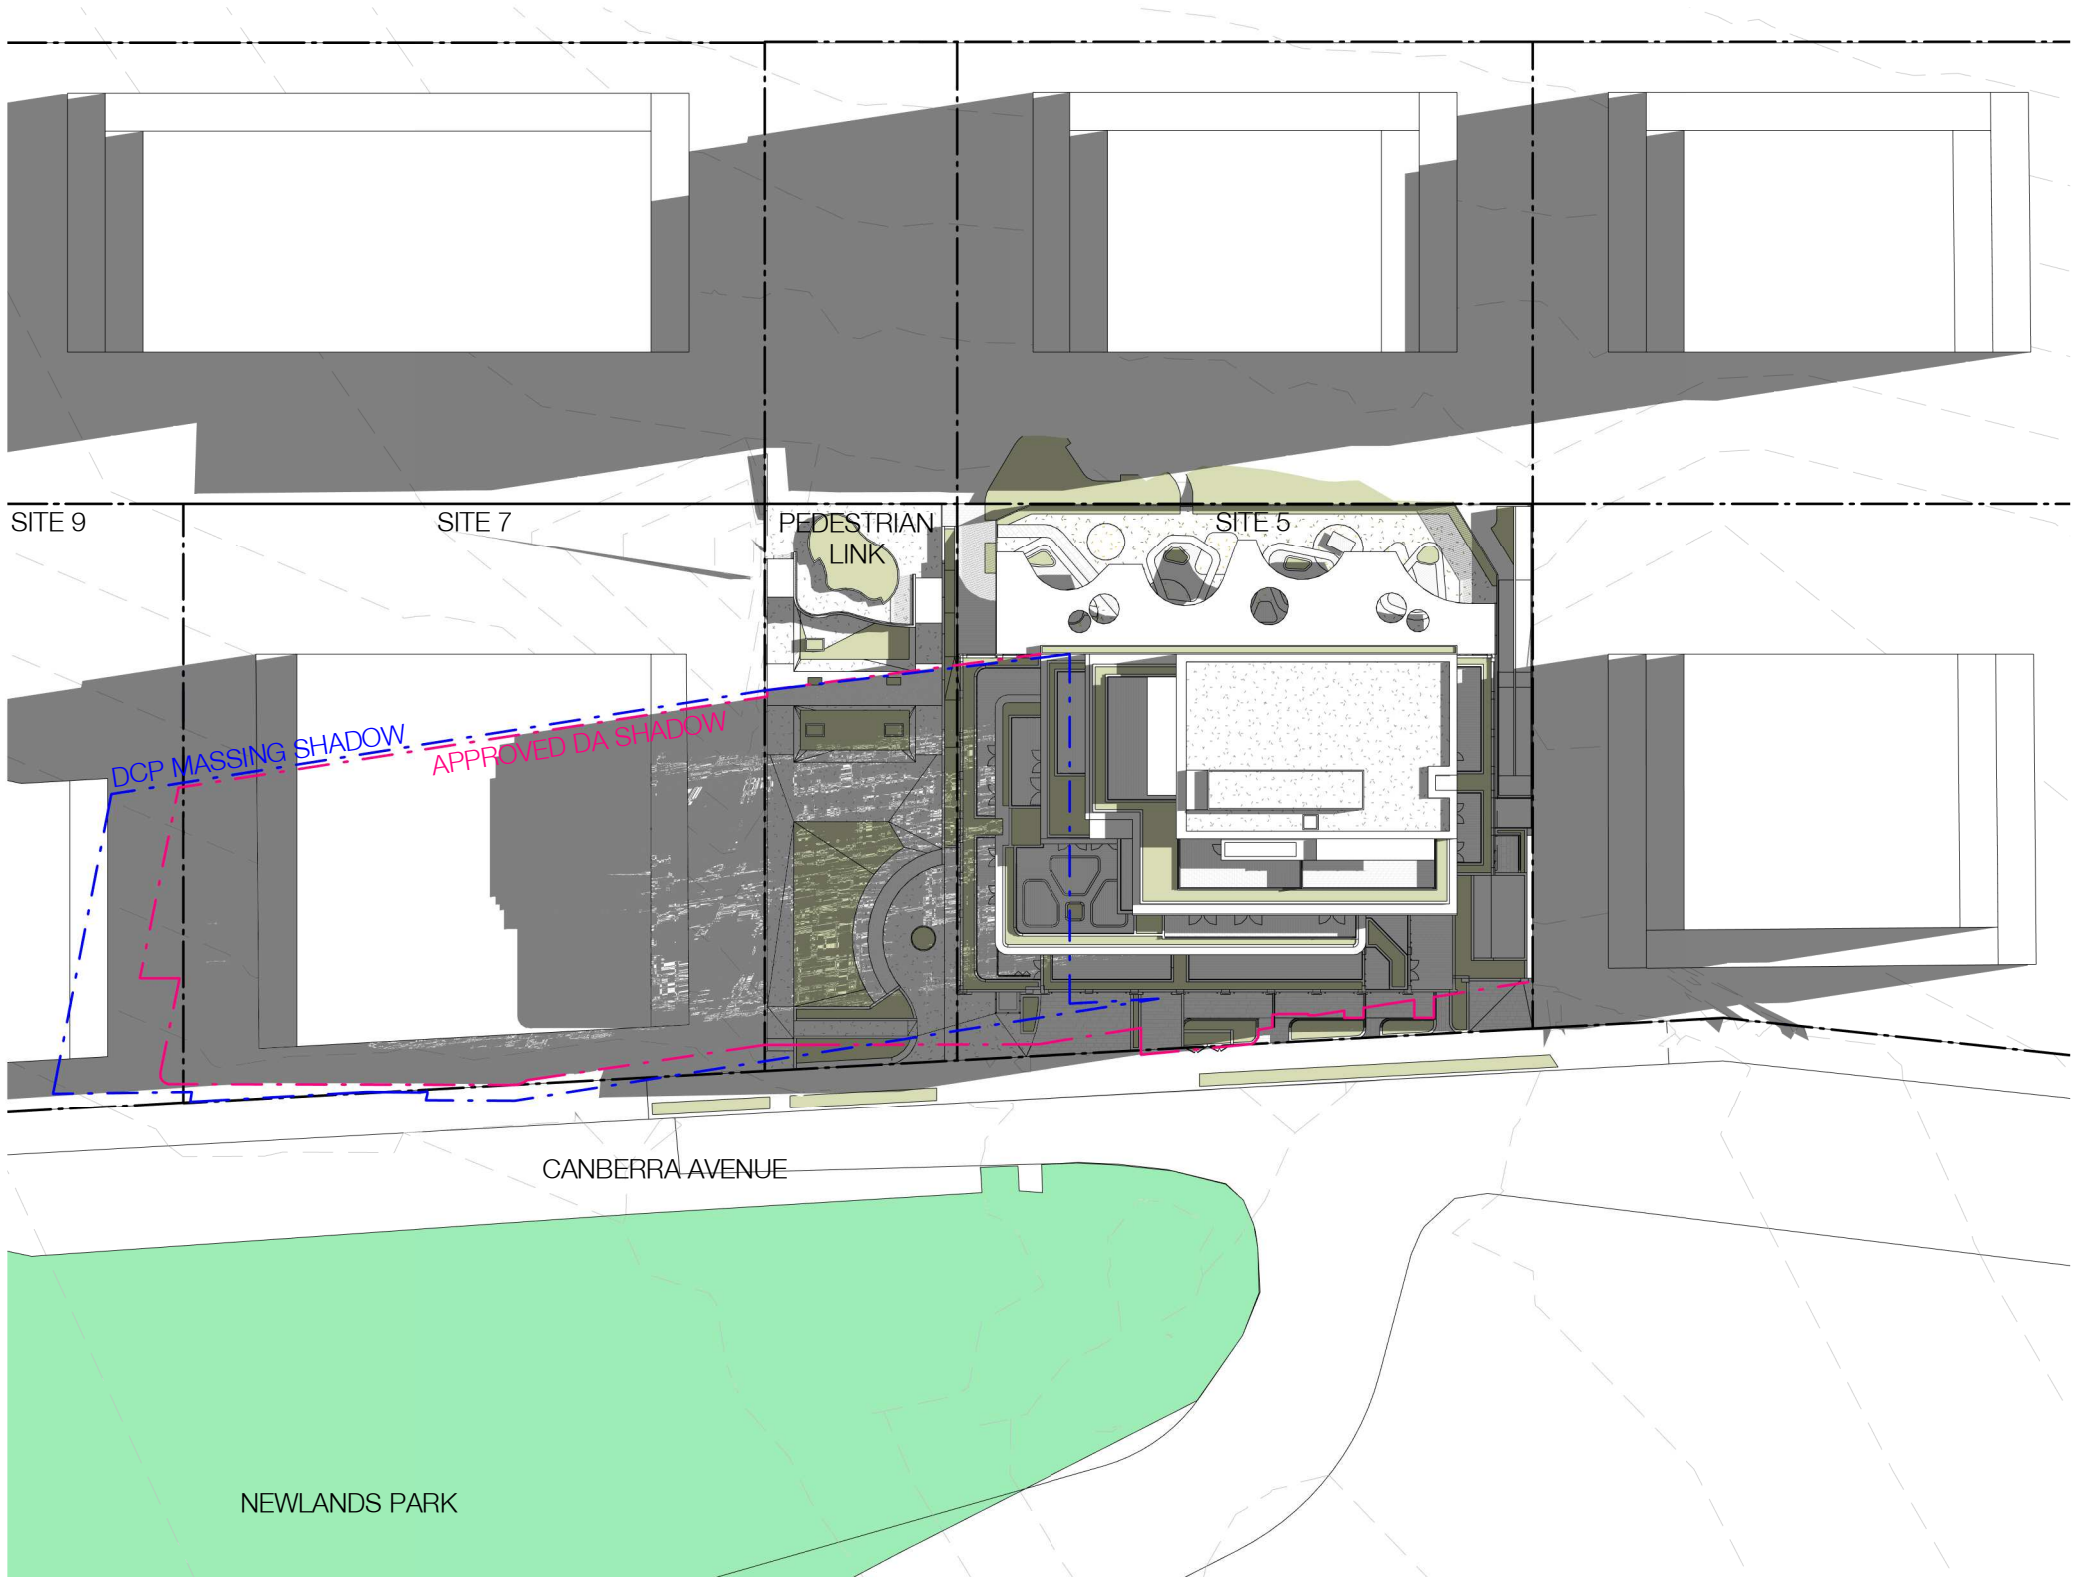 SITE 9
SITE 7
PEDESTRIAN
LINK
SITE 5
DCP MASSING SHADOW
APPROVED DA SHADOW
CANBERRA AVENUE
NEWLANDS PARK